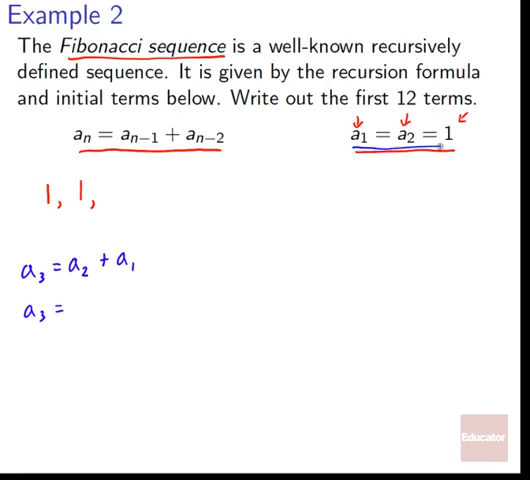 Example 2
The Fibonacci sequence is a well-known recursively
defined sequence. It is given by the recursion formula
and initial terms below. Write out the first 12 terms.
aₙ = aₙ₋₁ + aₙ₋₂ a₁ = a₂ = 1
1, 1,
a₃ = a₂ + a₁
a₃ =
Educator